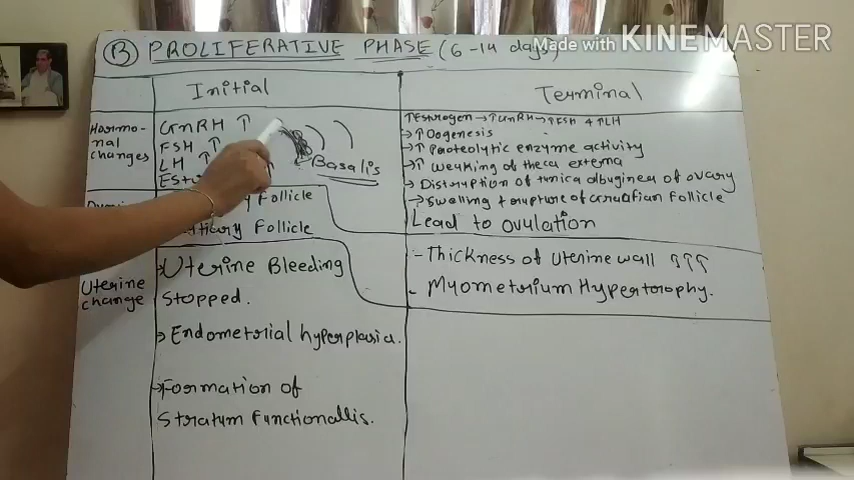 B PROLIFERATIVE PHASE (6-14 days)
Made with KINEMASTER
Initial
Terminal
Harmo-
nal
changes
GnRH ↑
FSH ↑
LH ↑
Basalis
Follicle
Follicle
↑Estrogen → ↑GnRH → ↑FSH & ↑LH
→↑ Oogenesis
→↑ Proteolytic enzyme activity
→↑ Weaking of theca externa
→ Distruption of tunica albuginea of ovary
→ Swelling & rupture of Graafian follicle
Lead to ovulation
Uterine
change
→ Uterine Bleeding
Stopped.
→ Endometrial hyperplasia.
→ Formation of
Stratum Functionallis.
- Thickness of Uterine wall ↑↑↑
- Myometrium Hypertrophy.